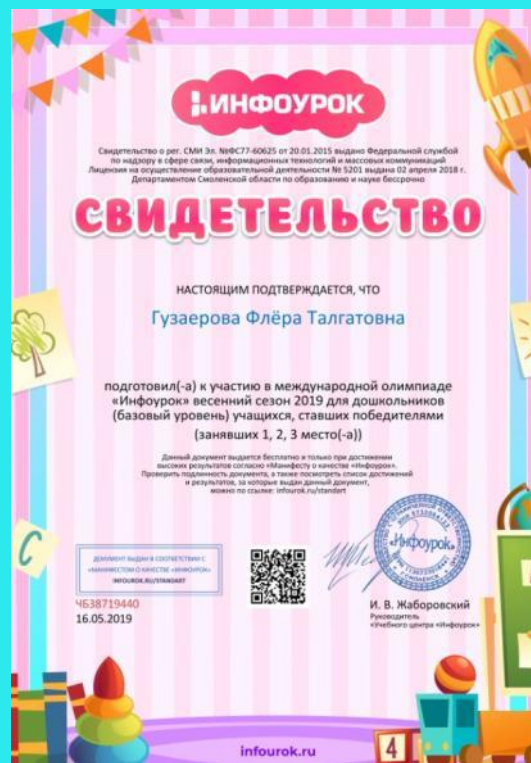 ИНФОУРОК
Свидетельство о рег. СМИ Эл. №ФС77-60625 от 20.01.2015 выдано Федеральной службой
по надзору в сфере связи, информационных технологий и массовых коммуникаций
Лицензия на осуществление образовательной деятельности № 5201 выдана 02 апреля 2018 г.
Департаментом Смоленской области по образованию и науке бессрочно
СВИДЕТЕЛЬСТВО
НАСТОЯЩИМ ПОДТВЕРЖДАЕТСЯ, ЧТО
Гузаерова Флёра Талгатовна
подготовил(-а) к участию в международной олимпиаде
«Инфоурок» весенний сезон 2019 для дошкольников
(базовый уровень) учащихся, ставших победителями
(занявших 1, 2, 3 место(-а))
Данный документ выдается бесплатно и только при достижении
высоких результатов согласно «Манифесту о качестве «Инфоурок».
Проверить подлинность документа, а также посмотреть список достижений
и результатов, за которые выдан данный документ,
можно по ссылке: infourok.ru/standart
С
ДОКУМЕНТ ВЫДАН В СООТВЕТСТВИИ С
«МАНИФЕСТОМ О КАЧЕСТВЕ «ИНФОУРОК»
INFOUROK.RU/STANDART
«Инфоурок»
ЧБ38719440
16.05.2019
И. В. Жаборовский
Руководитель
«Учебного центра «Инфоурок»
infourok.ru
4